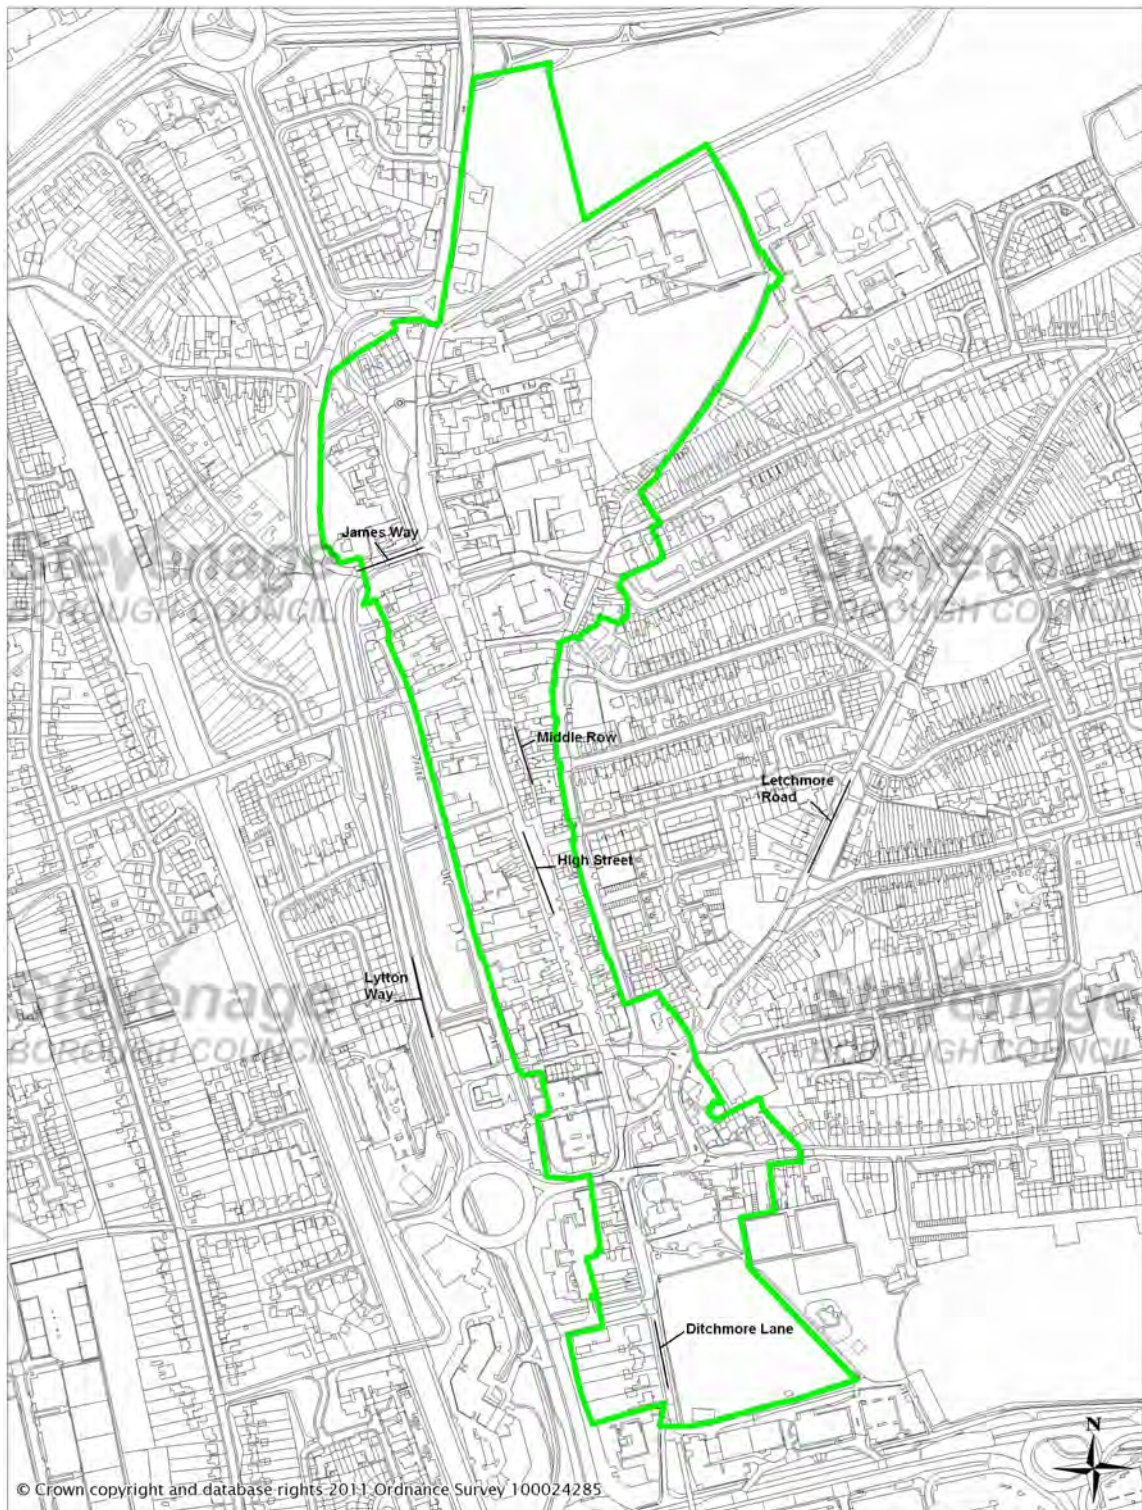 James Way
Stevenage
BOROUGH COUNCIL
Stevenage
BOROUGH COUNCIL
Middle Row
Letchmore
Road
High Street
Lytton
Way
Stevenage
BOROUGH COUNCIL
Stevenage
BOROUGH COUNCIL
Ditchmore Lane
N
© Crown copyright and database rights 2011 Ordnance Survey 100024285